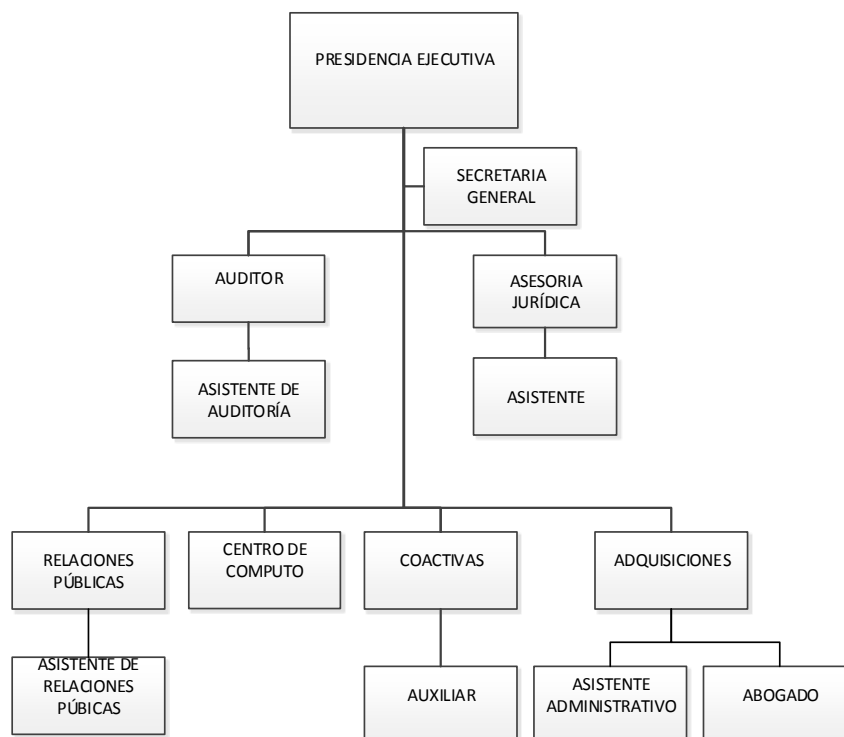 PRESIDENCIA EJECUTIVA
SECRETARIA
GENERAL
AUDITOR
ASESORIA
JURÍDICA
ASISTENTE DE
AUDITORÍA
ASISTENTE
RELACIONES
PÚBLICAS
CENTRO DE
COMPUTO
COACTIVAS
ADQUISICIONES
ASISTENTE DE
RELACIONES
PÚBICAS
AUXILIAR
ASISTENTE
ADMINISTRATIVO
ABOGADO